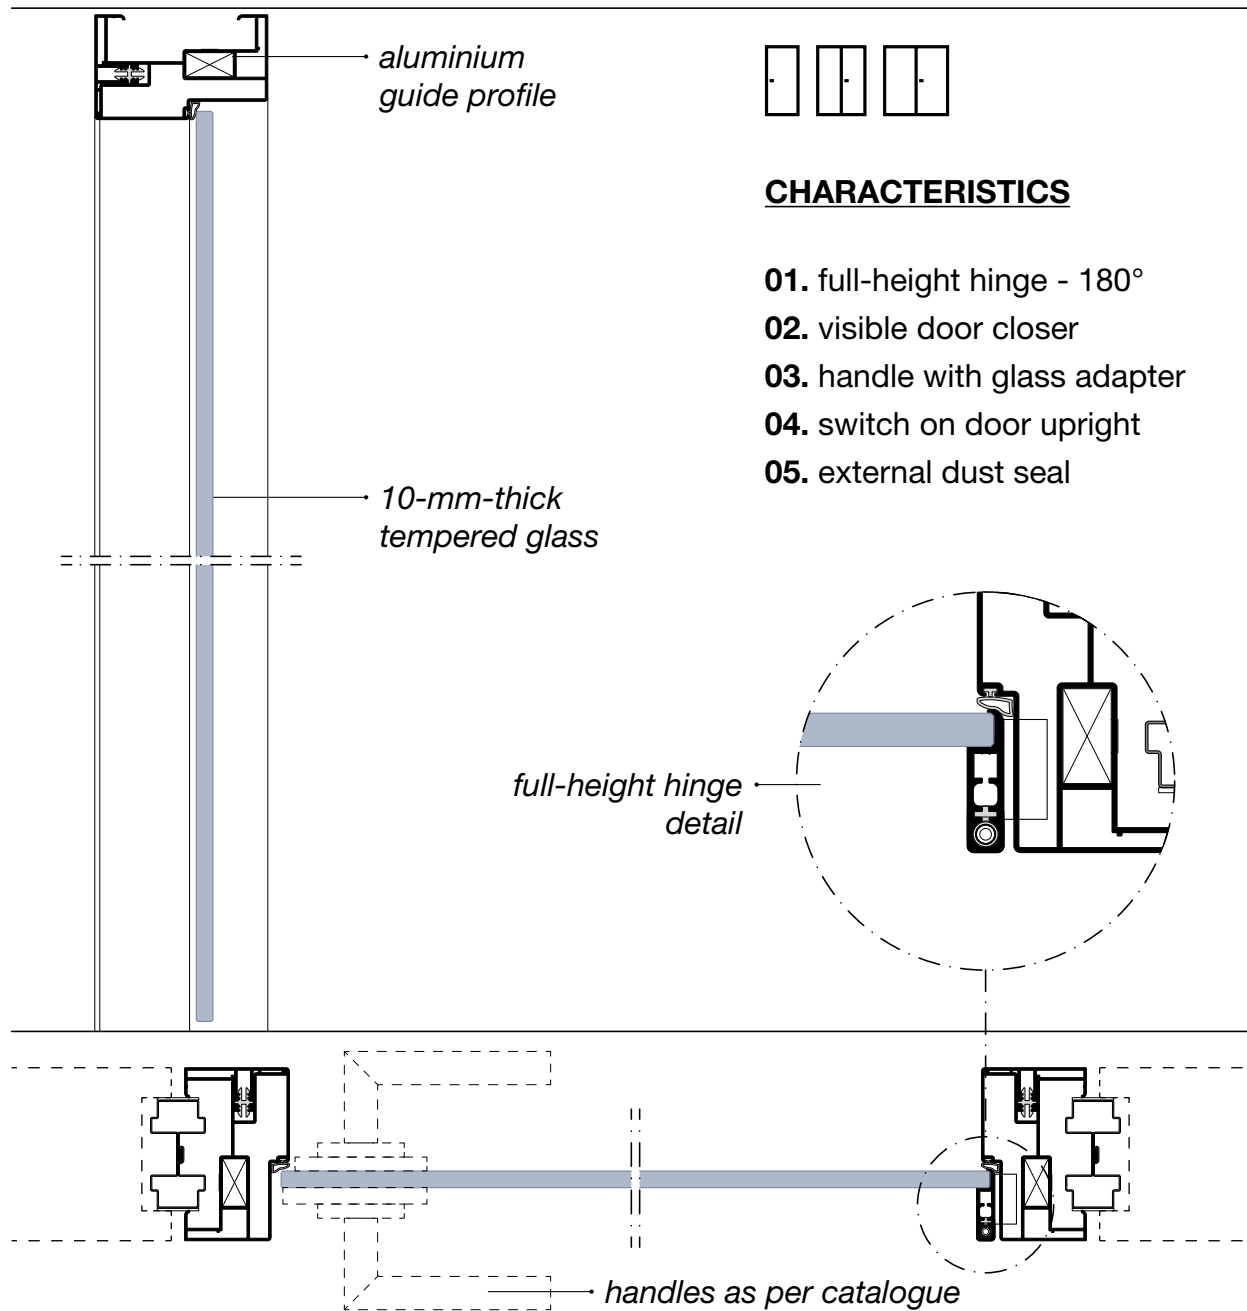 aluminium
guide profile
CHARACTERISTICS
01. full-height hinge - 180°
02. visible door closer
03. handle with glass adapter
04. switch on door upright
05. external dust seal
10-mm-thick
tempered glass
full-height hinge
detail
handles as per catalogue